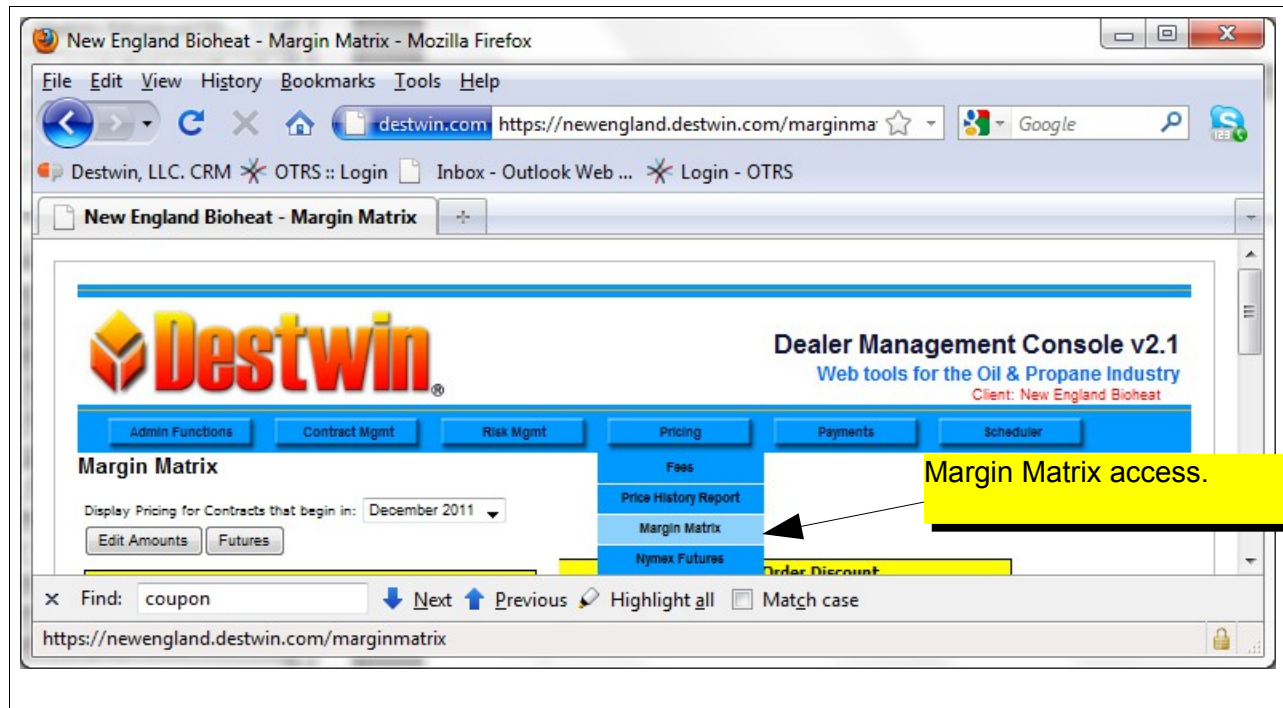 New England Bioheat - Margin Matrix - Mozilla Firefox
File Edit View History Bookmarks Tools Help
destwin.com https://newengland.destwin.com/marginma Google
Destwin, LLC. CRM OTRS :: Login Inbox - Outlook Web ... Login - OTRS
New England Bioheat - Margin Matrix
Destwin®
Dealer Management Console v2.1
Web tools for the Oil & Propane Industry
Client: New England Bioheat
Admin Functions Contract Mgmt Risk Mgmt Pricing Payments Scheduler
Margin Matrix
Fees
Price History Report
Margin Matrix
Nymex Futures
Margin Matrix access.
Display Pricing for Contracts that begin in: December 2011
Edit Amounts Futures
Order Discount
Find: coupon Next Previous Highlight all Match case
https://newengland.destwin.com/marginmatrix